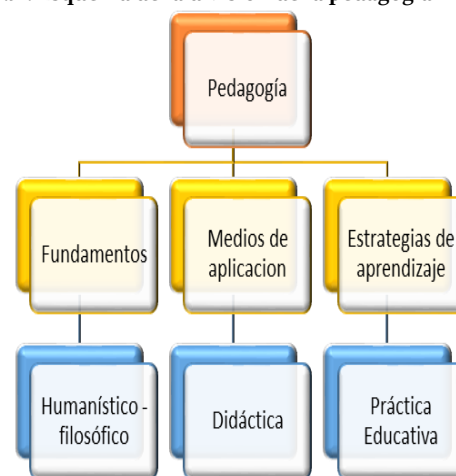 Pedagogía
Fundamentos
Medios de
aplicacion
Estrategias de
aprendizaje
Humanístico -
filosófico
Didáctica
Práctica
Educativa